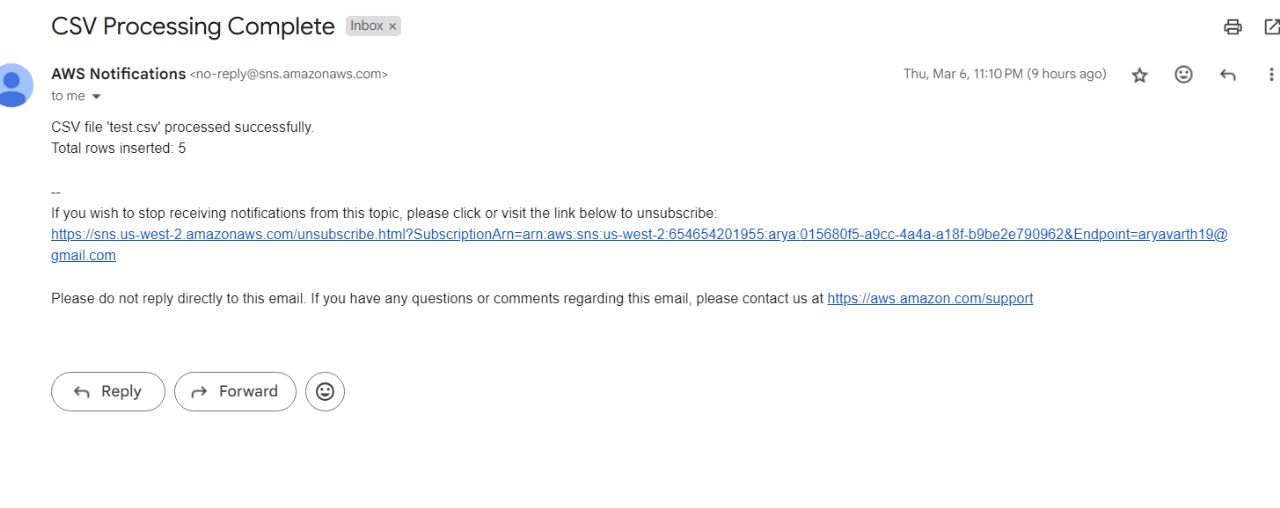 CSV Processing Complete Inbox ×
AWS Notifications <no-reply@sns.amazonaws.com> Thu, Mar 6, 11:10 PM (9 hours ago)
to me
CSV file 'test.csv' processed successfully.
Total rows inserted: 5
--
If you wish to stop receiving notifications from this topic, please click or visit the link below to unsubscribe:
https://sns.us-west-2.amazonaws.com/unsubscribe.html?SubscriptionArn=arn:aws:sns:us-west-2:654654201955:arya:015680f5-a9cc-4a4a-a18f-b9be2e790962&Endpoint=aryavarth19@
gmail.com
Please do not reply directly to this email. If you have any questions or comments regarding this email, please contact us at https://aws.amazon.com/support
Reply Forward